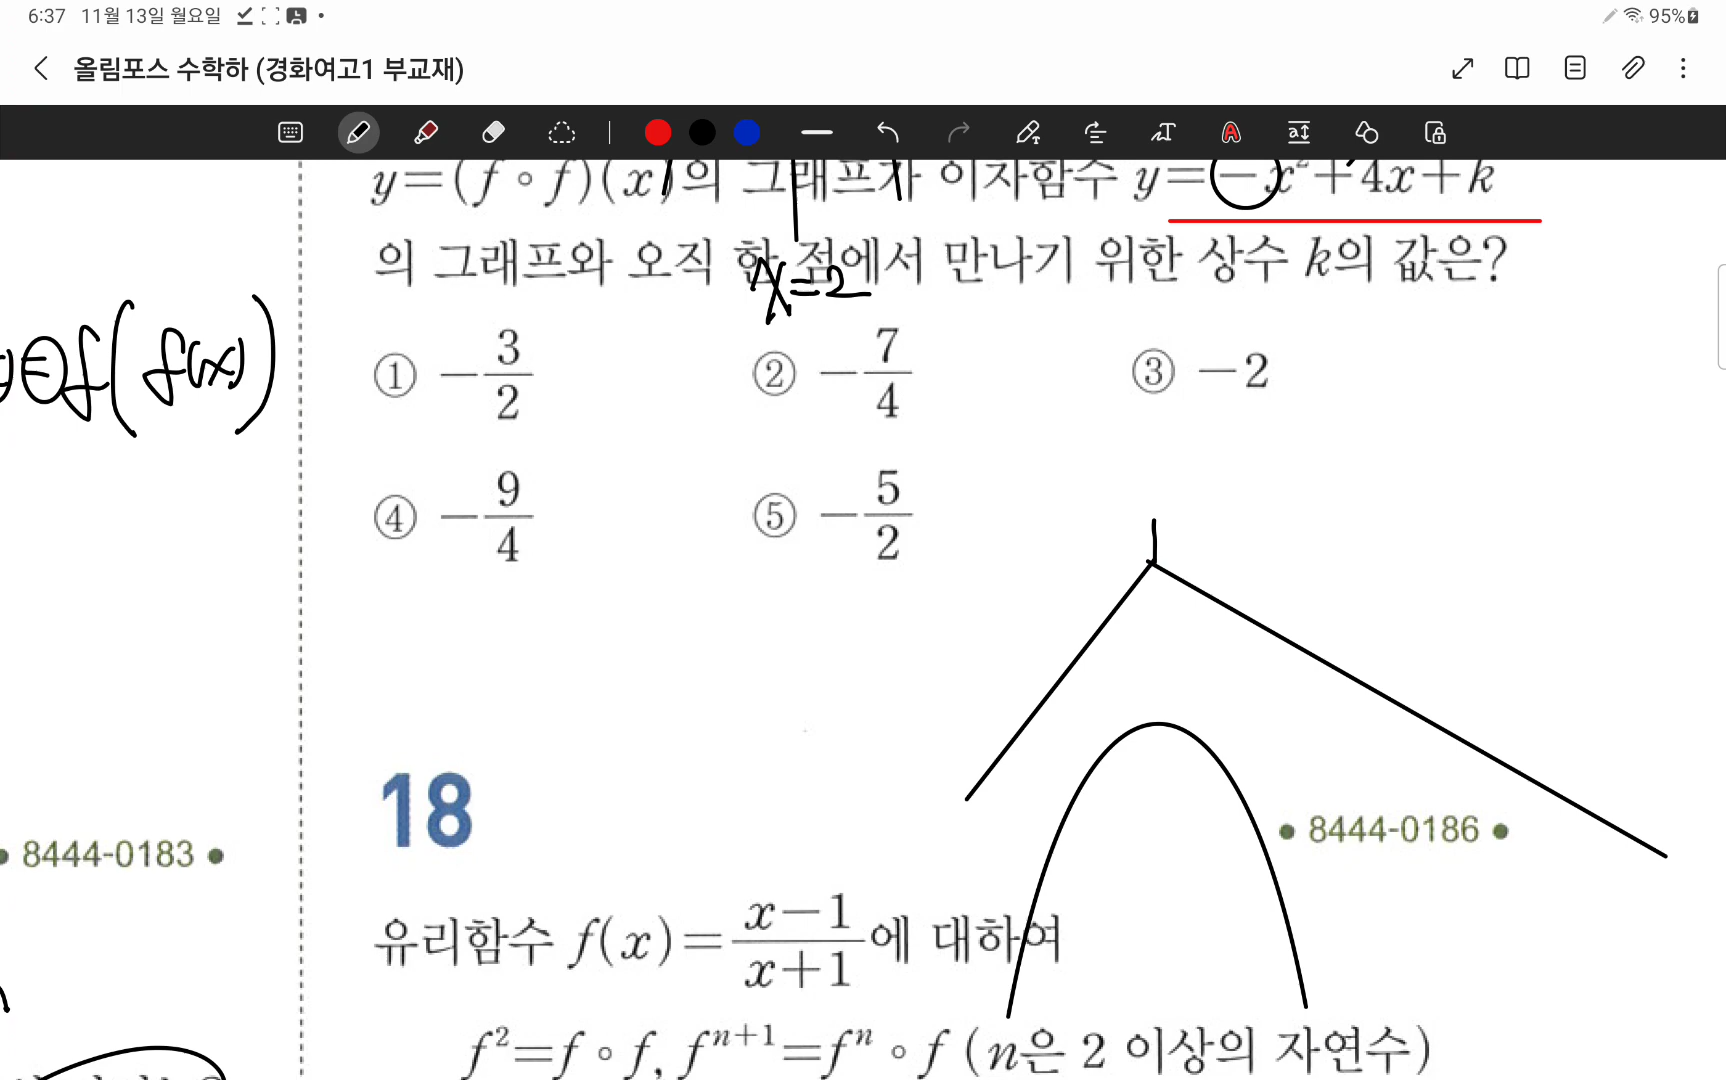 6:37 11월 13일 월요일
95%
올림포스 수학하 (경화여고1 부교재)
y=(f∘f)(x)의 그래프가 이차함수 y=-x²+4x+k
의 그래프와 오직 한 점에서 만나기 위한 상수 k의 값은?
x=2
=f(f(x))
① -3/2 ② -7/4 ③ -2
④ -9/4 ⑤ -5/2
18
8444-0183
8444-0186
유리함수 f(x)=x-1/x+1에 대하여
f²=f∘f, fⁿ⁺¹=fⁿ∘f (n은 2 이상의 자연수)